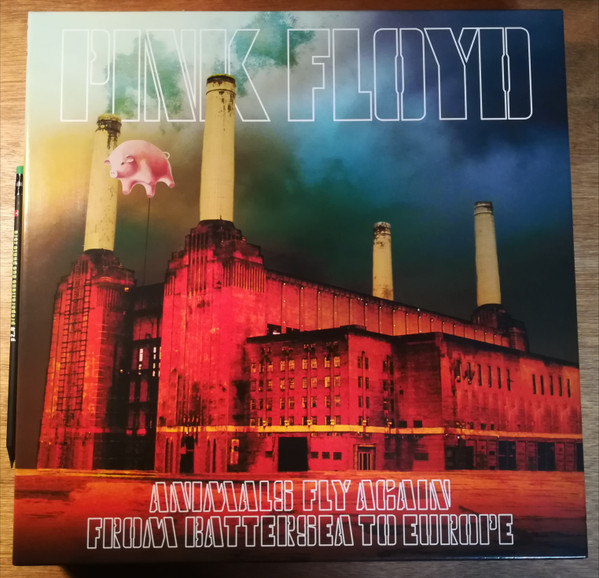 PINK FLOYD
ANIMALS FLY AGAIN
FROM BATTERSEA TO EUROPE